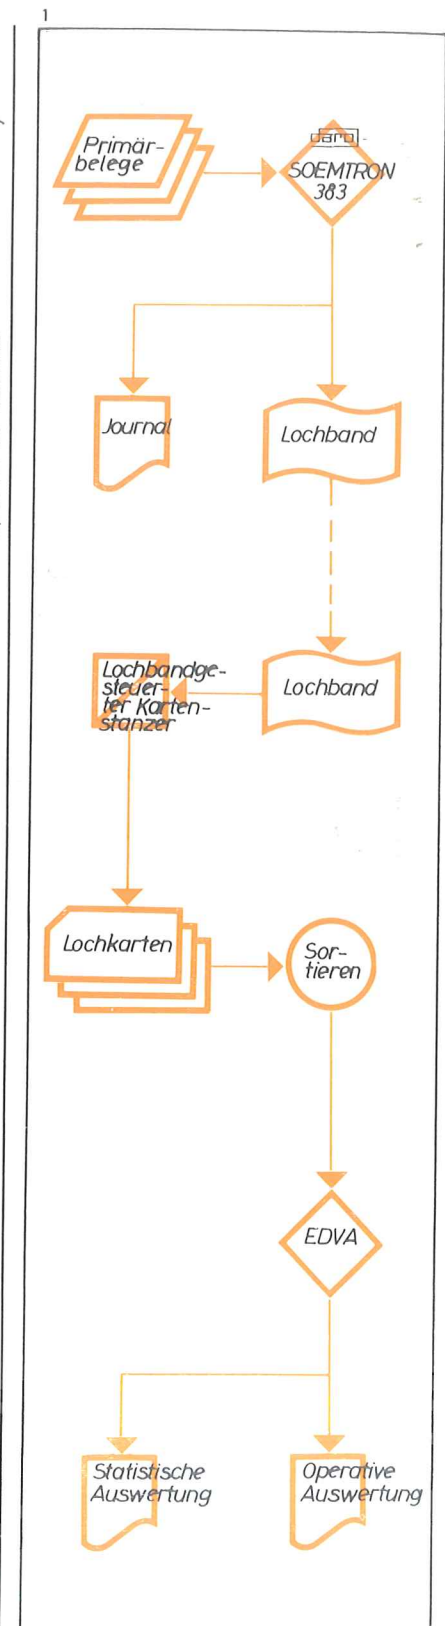 1
Primär-
belege
daro
SOEMTRON
383
Journal
Lochband
Lochbandge-
steuer-
ter Karten-
stanzer
Lochband
Lochkarten
Sor-
tieren
EDVA
Statistische
Auswertung
Operative
Auswertung